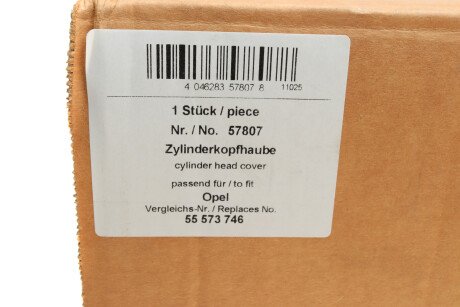 4 046283 57807 8 11025
1 Stück / piece
Nr. / No. 57807
Zylinderkopfhaube
cylinder head cover
passend für / to fit
Opel
Vergleichs-Nr. / Replaces No.
55 573 746